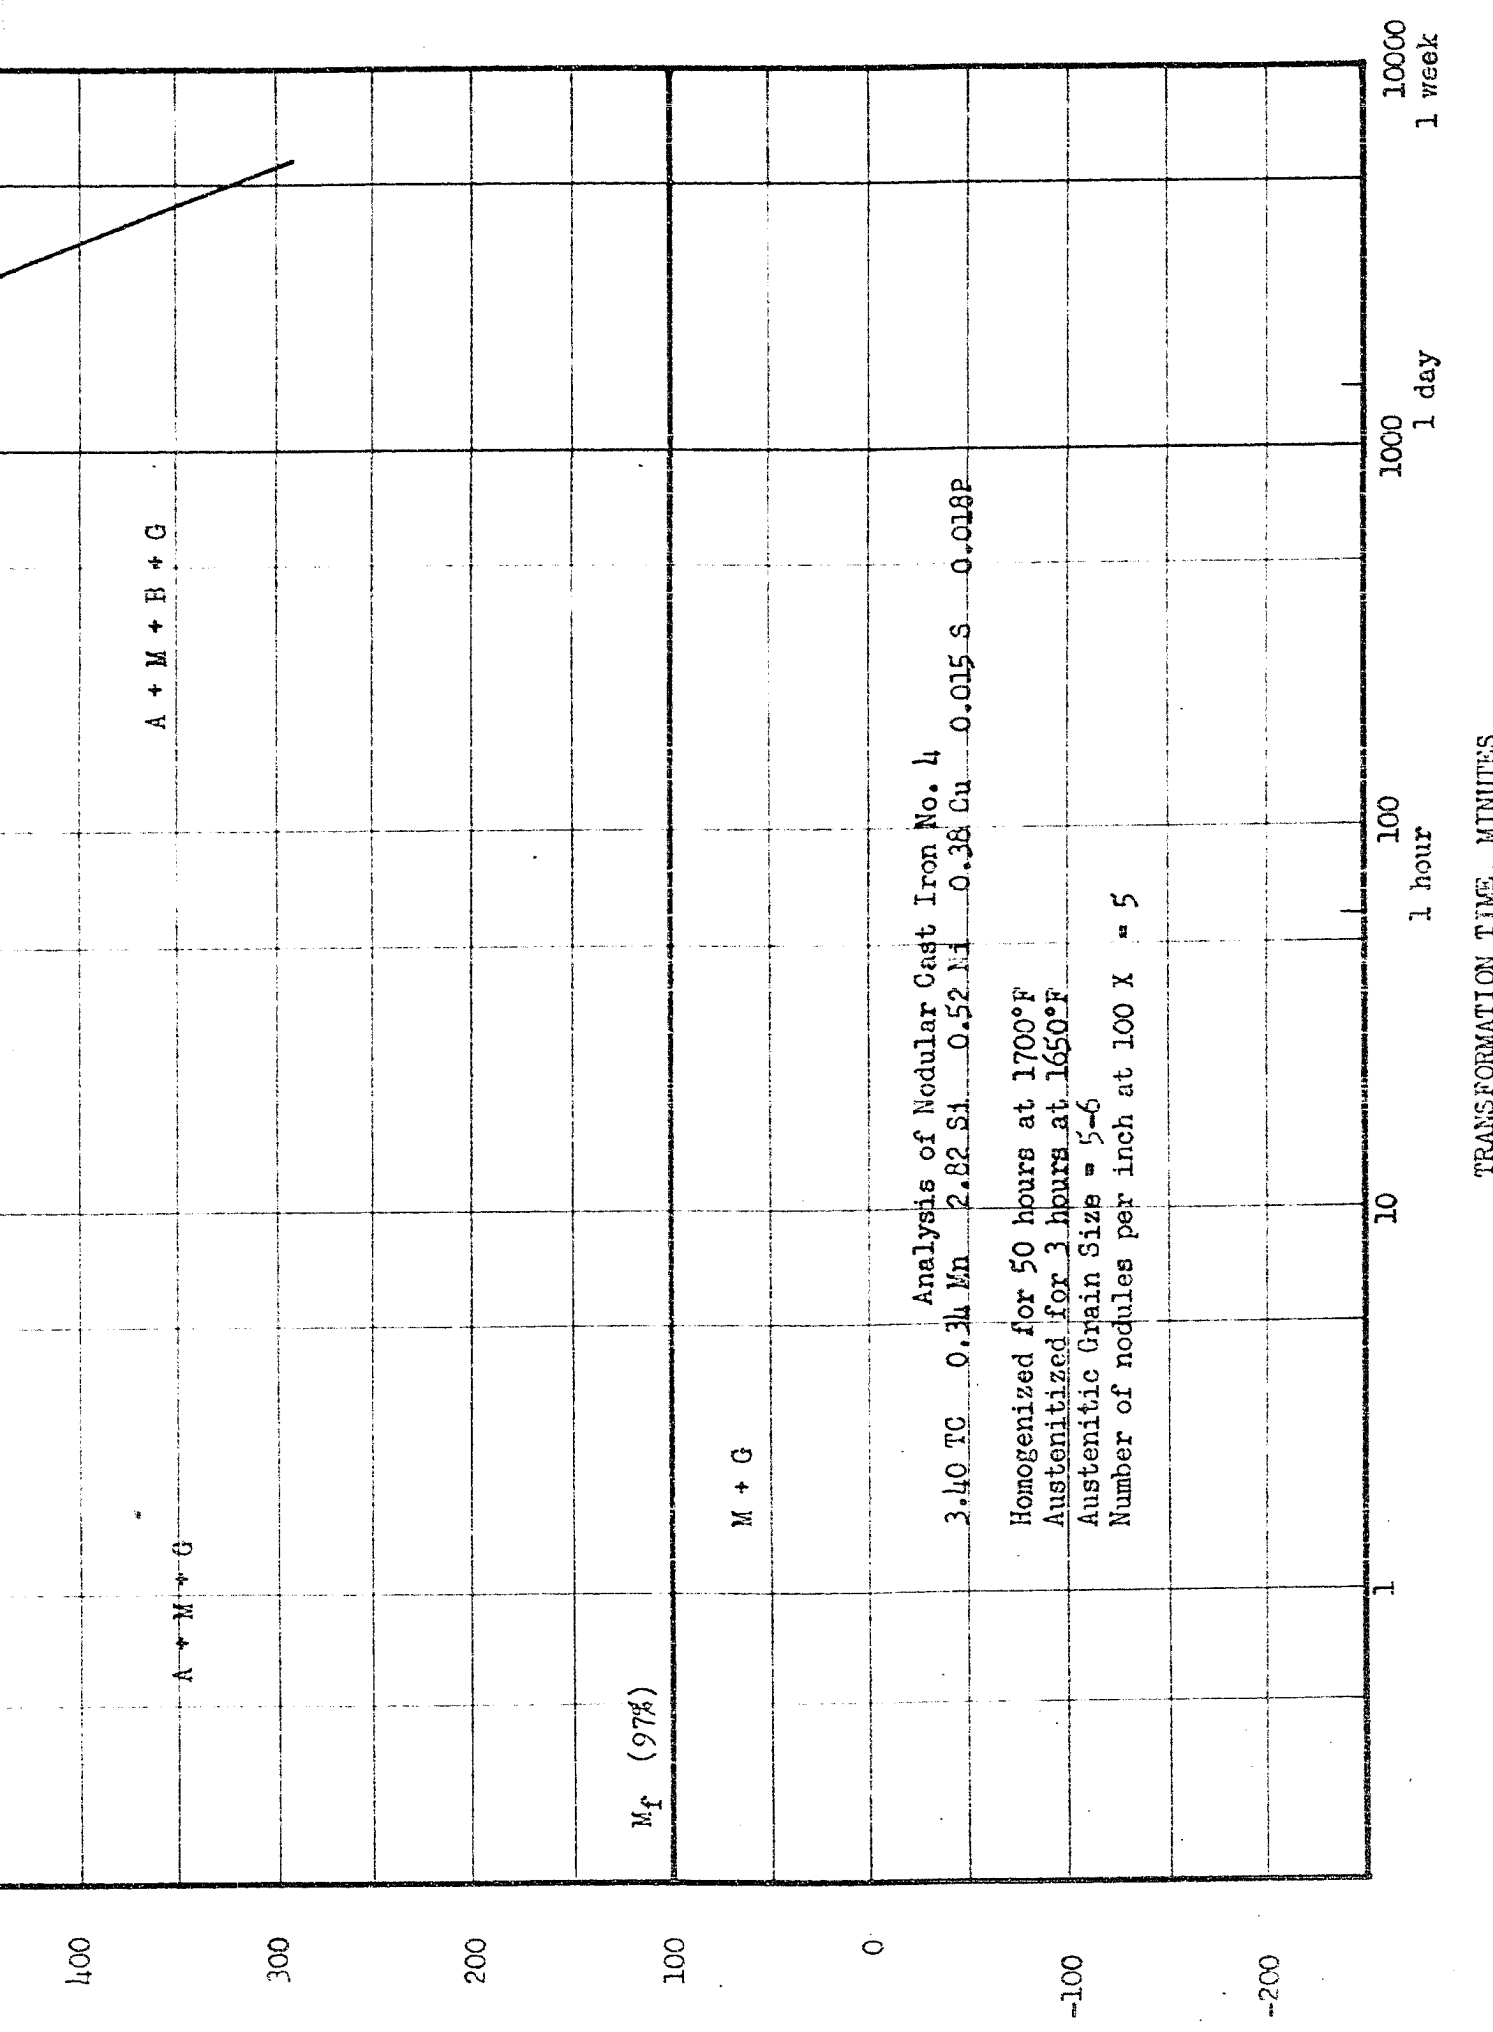 A + M + B + G
A + M + G
Mf (97%)
M + G
Analysis of Nodular Cast Iron No. 4
3.40 TC 0.34 Mn 2.82 Si 0.52 Ni 0.38 Cu 0.015 S 0.018P
Homogenized for 50 hours at 1700°F
Austenitized for 3 hours at 1650°F
Austenitic Grain Size = 5-6
Number of nodules per inch at 100 X = 5
400
300
200
100
0
-100
-200
1 10 100 1000 10000
1 hour 1 day 1 week
TRANSFORMATION TIME, MINUTES